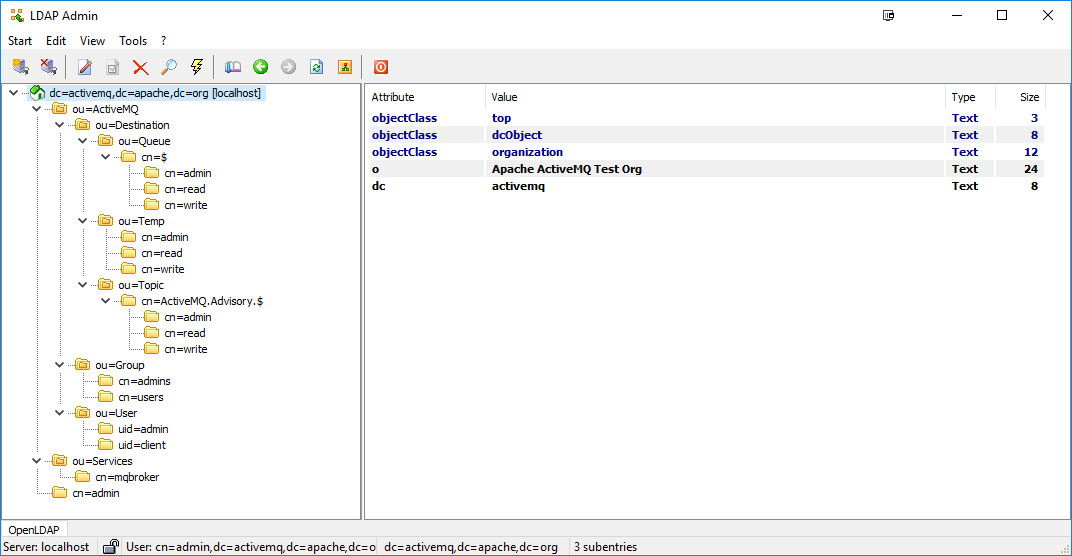 LDAP Admin
Start Edit View Tools ?
dc=activemq,dc=apache,dc=org [localhost]
ou=ActiveMQ
ou=Destination
ou=Queue
cn=$
cn=admin
cn=read
cn=write
ou=Temp
cn=admin
cn=read
cn=write
ou=Topic
cn=ActiveMQ.Advisory.$
cn=admin
cn=read
cn=write
ou=Group
cn=admins
cn=users
ou=User
uid=admin
uid=client
ou=Services
cn=mqbroker
cn=admin
Attribute Value Type Size
objectClass top Text 3
objectClass dcObject Text 8
objectClass organization Text 12
o Apache ActiveMQ Test Org Text 24
dc activemq Text 8
OpenLDAP
Server: localhost User: cn=admin,dc=activemq,dc=apache,dc=o dc=activemq,dc=apache,dc=org 3 subentries